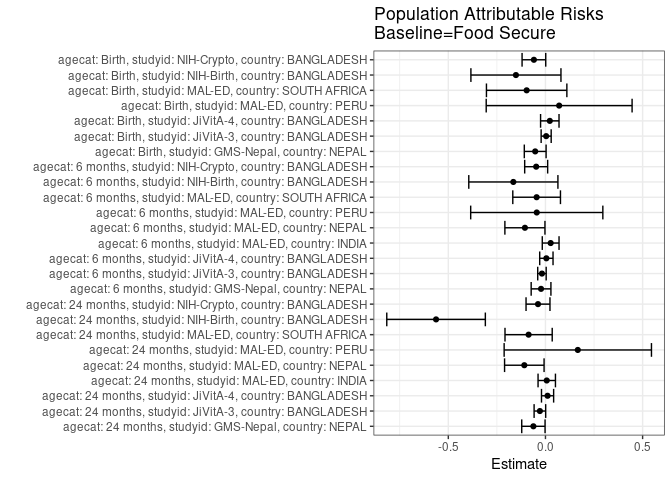 Population Attributable Risks
Baseline=Food Secure
agecat: Birth, studyid: NIH-Crypto, country: BANGLADESH
agecat: Birth, studyid: NIH-Birth, country: BANGLADESH
agecat: Birth, studyid: MAL-ED, country: SOUTH AFRICA
agecat: Birth, studyid: MAL-ED, country: PERU
agecat: Birth, studyid: JiVitA-4, country: BANGLADESH
agecat: Birth, studyid: JiVitA-3, country: BANGLADESH
agecat: Birth, studyid: GMS-Nepal, country: NEPAL
agecat: 6 months, studyid: NIH-Crypto, country: BANGLADESH
agecat: 6 months, studyid: NIH-Birth, country: BANGLADESH
agecat: 6 months, studyid: MAL-ED, country: SOUTH AFRICA
agecat: 6 months, studyid: MAL-ED, country: PERU
agecat: 6 months, studyid: MAL-ED, country: NEPAL
agecat: 6 months, studyid: MAL-ED, country: INDIA
agecat: 6 months, studyid: JiVitA-4, country: BANGLADESH
agecat: 6 months, studyid: JiVitA-3, country: BANGLADESH
agecat: 6 months, studyid: GMS-Nepal, country: NEPAL
agecat: 24 months, studyid: NIH-Crypto, country: BANGLADESH
agecat: 24 months, studyid: NIH-Birth, country: BANGLADESH
agecat: 24 months, studyid: MAL-ED, country: SOUTH AFRICA
agecat: 24 months, studyid: MAL-ED, country: PERU
agecat: 24 months, studyid: MAL-ED, country: NEPAL
agecat: 24 months, studyid: MAL-ED, country: INDIA
agecat: 24 months, studyid: JiVitA-4, country: BANGLADESH
agecat: 24 months, studyid: JiVitA-3, country: BANGLADESH
agecat: 24 months, studyid: GMS-Nepal, country: NEPAL
-0.5 0.0 0.5
Estimate